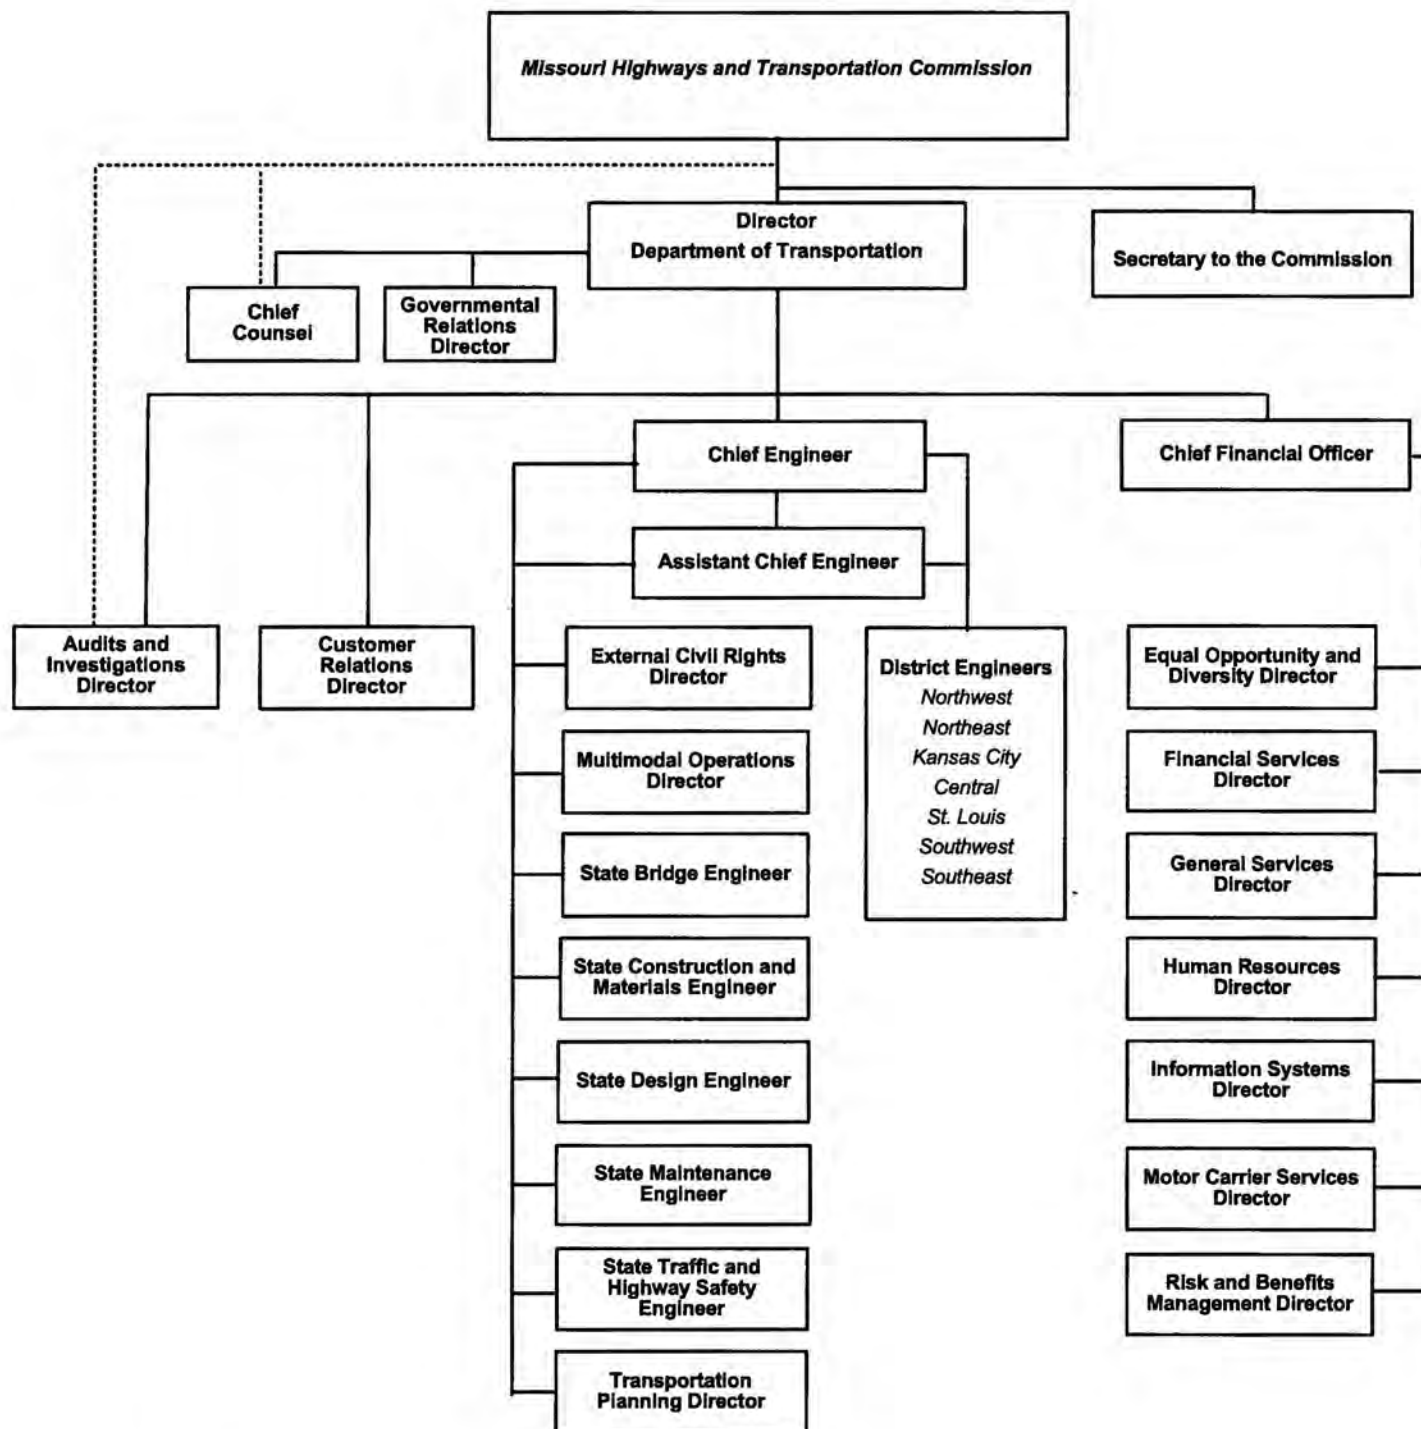 Missouri Highways and Transportation Commission
Director
Department of Transportation
Secretary to the Commission
Chief
Counsel
Governmental
Relations
Director
Chief Engineer
Chief Financial Officer
Assistant Chief Engineer
Audits and
Investigations
Director
Customer
Relations
Director
External Civil Rights
Director
Multimodal Operations
Director
State Bridge Engineer
State Construction and
Materials Engineer
State Design Engineer
State Maintenance
Engineer
State Traffic and
Highway Safety
Engineer
Transportation
Planning Director
District Engineers
Northwest
Northeast
Kansas City
Central
St. Louis
Southwest
Southeast
Equal Opportunity and
Diversity Director
Financial Services
Director
General Services
Director
Human Resources
Director
Information Systems
Director
Motor Carrier Services
Director
Risk and Benefits
Management Director